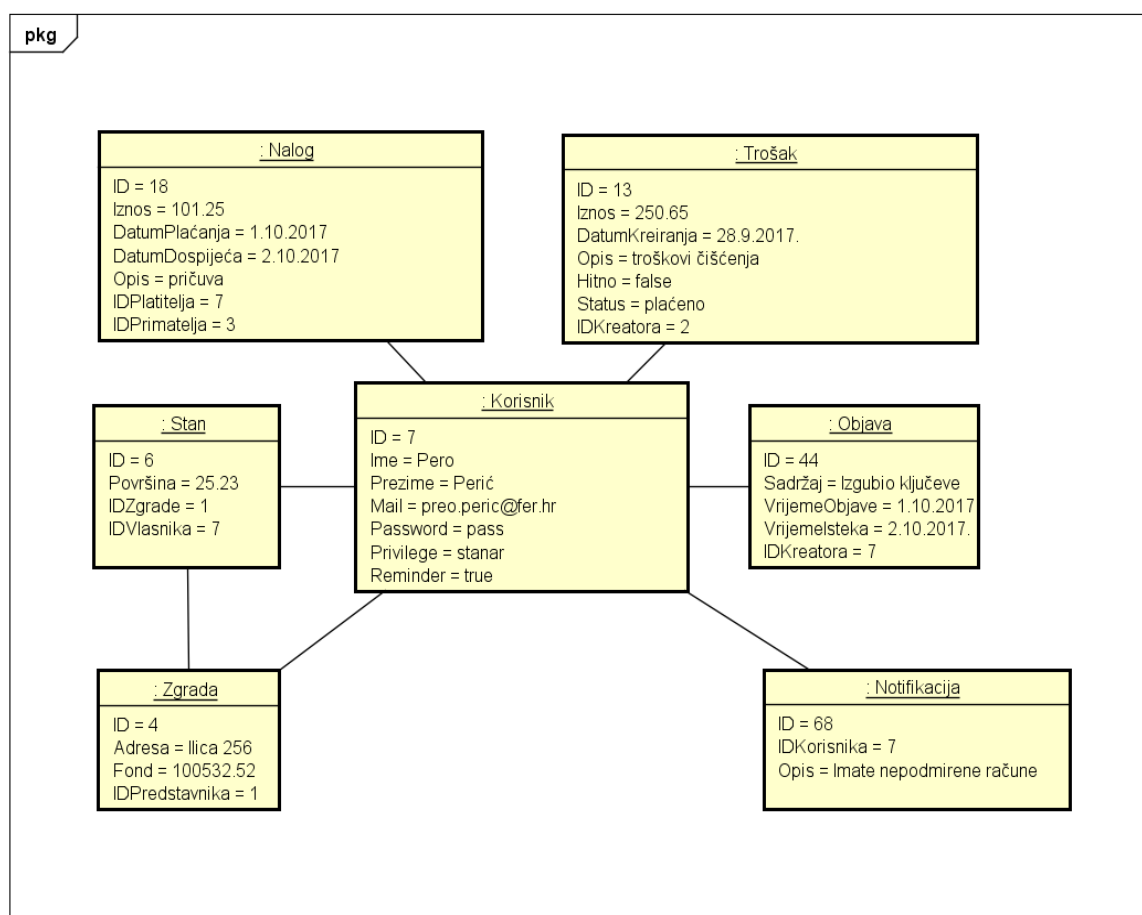 pkg
: Nalog
ID = 18
Iznos = 101.25
DatumPlaćanja = 1.10.2017
DatumDospijeća = 2.10.2017
Opis = pričuva
IDPlatitelja = 7
IDPrimatelja = 3
: Trošak
ID = 13
Iznos = 250.65
DatumKreiranja = 28.9.2017.
Opis = troškovi čišćenja
Hitno = false
Status = plaćeno
IDKreatora = 2
: Stan
ID = 6
Površina = 25.23
IDZgrade = 1
IDVlasnika = 7
: Korisnik
ID = 7
Ime = Pero
Prezime = Perić
Mail = preo.peric@fer.hr
Password = pass
Privilege = stanar
Reminder = true
: Objava
ID = 44
Sadržaj = Izgubio ključeve
VrijemeObjave = 1.10.2017
VrijemeIsteka = 2.10.2017.
IDKreatora = 7
: Zgrada
ID = 4
Adresa = Ilica 256
Fond = 100532.52
IDPredstavnika = 1
: Notifikacija
ID = 68
IDKorisnika = 7
Opis = Imate nepodmirene račune